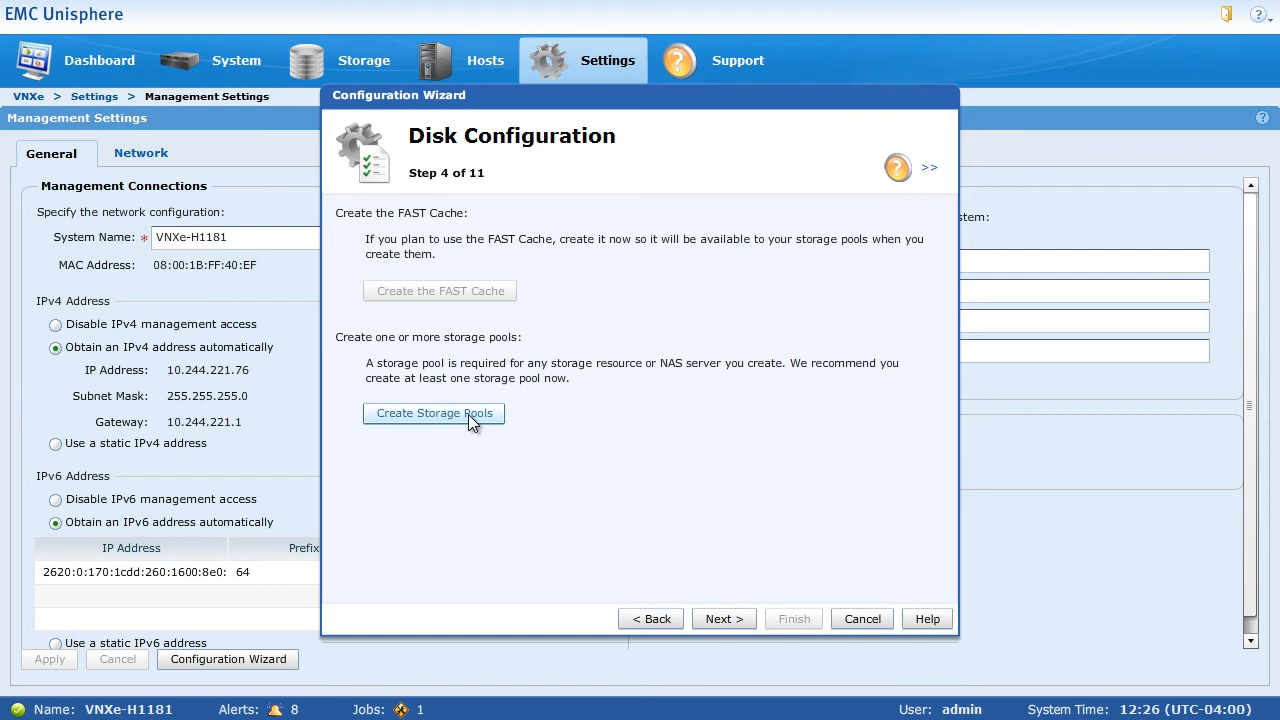 EMC Unisphere
Dashboard
System
Storage
Hosts
Settings
Support
VNXe > Settings > Management Settings
Management Settings
General
Network
Management Connections
Specify the network configuration:
System Name: * VNXe-H1181
MAC Address: 08:00:1B:FF:40:EF
IPv4 Address
Disable IPv4 management access
Obtain an IPv4 address automatically
IP Address: 10.244.221.76
Subnet Mask: 255.255.255.0
Gateway: 10.244.221.1
Use a static IPv4 address
IPv6 Address
Disable IPv6 management access
Obtain an IPv6 address automatically
IP Address Prefix
2620:0:170:1cdd:260:1600:8e0: 64
Use a static IPv6 address
Apply
Cancel
Configuration Wizard
Configuration Wizard
Disk Configuration
Step 4 of 11
>>
Create the FAST Cache:
If you plan to use the FAST Cache, create it now so it will be available to your storage pools when you
create them.
Create the FAST Cache
Create one or more storage pools:
A storage pool is required for any storage resource or NAS server you create. We recommend you
create at least one storage pool now.
Create Storage Pools
< Back
Next >
Finish
Cancel
Help
Name: VNXe-H1181
Alerts: 8
Jobs: 1
User: admin
System Time: 12:26 (UTC-04:00)